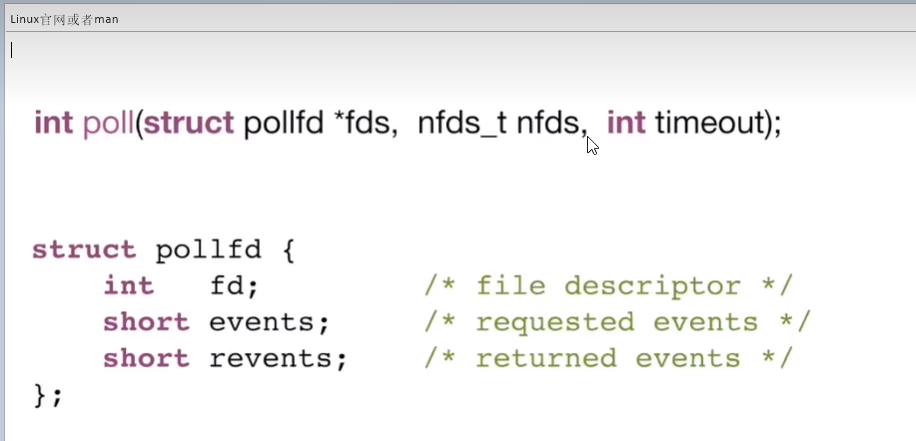 Linux官网或者man
int poll(struct pollfd *fds, nfds_t nfds, int timeout);
struct pollfd {
int fd; /* file descriptor */
short events; /* requested events */
short revents; /* returned events */
};